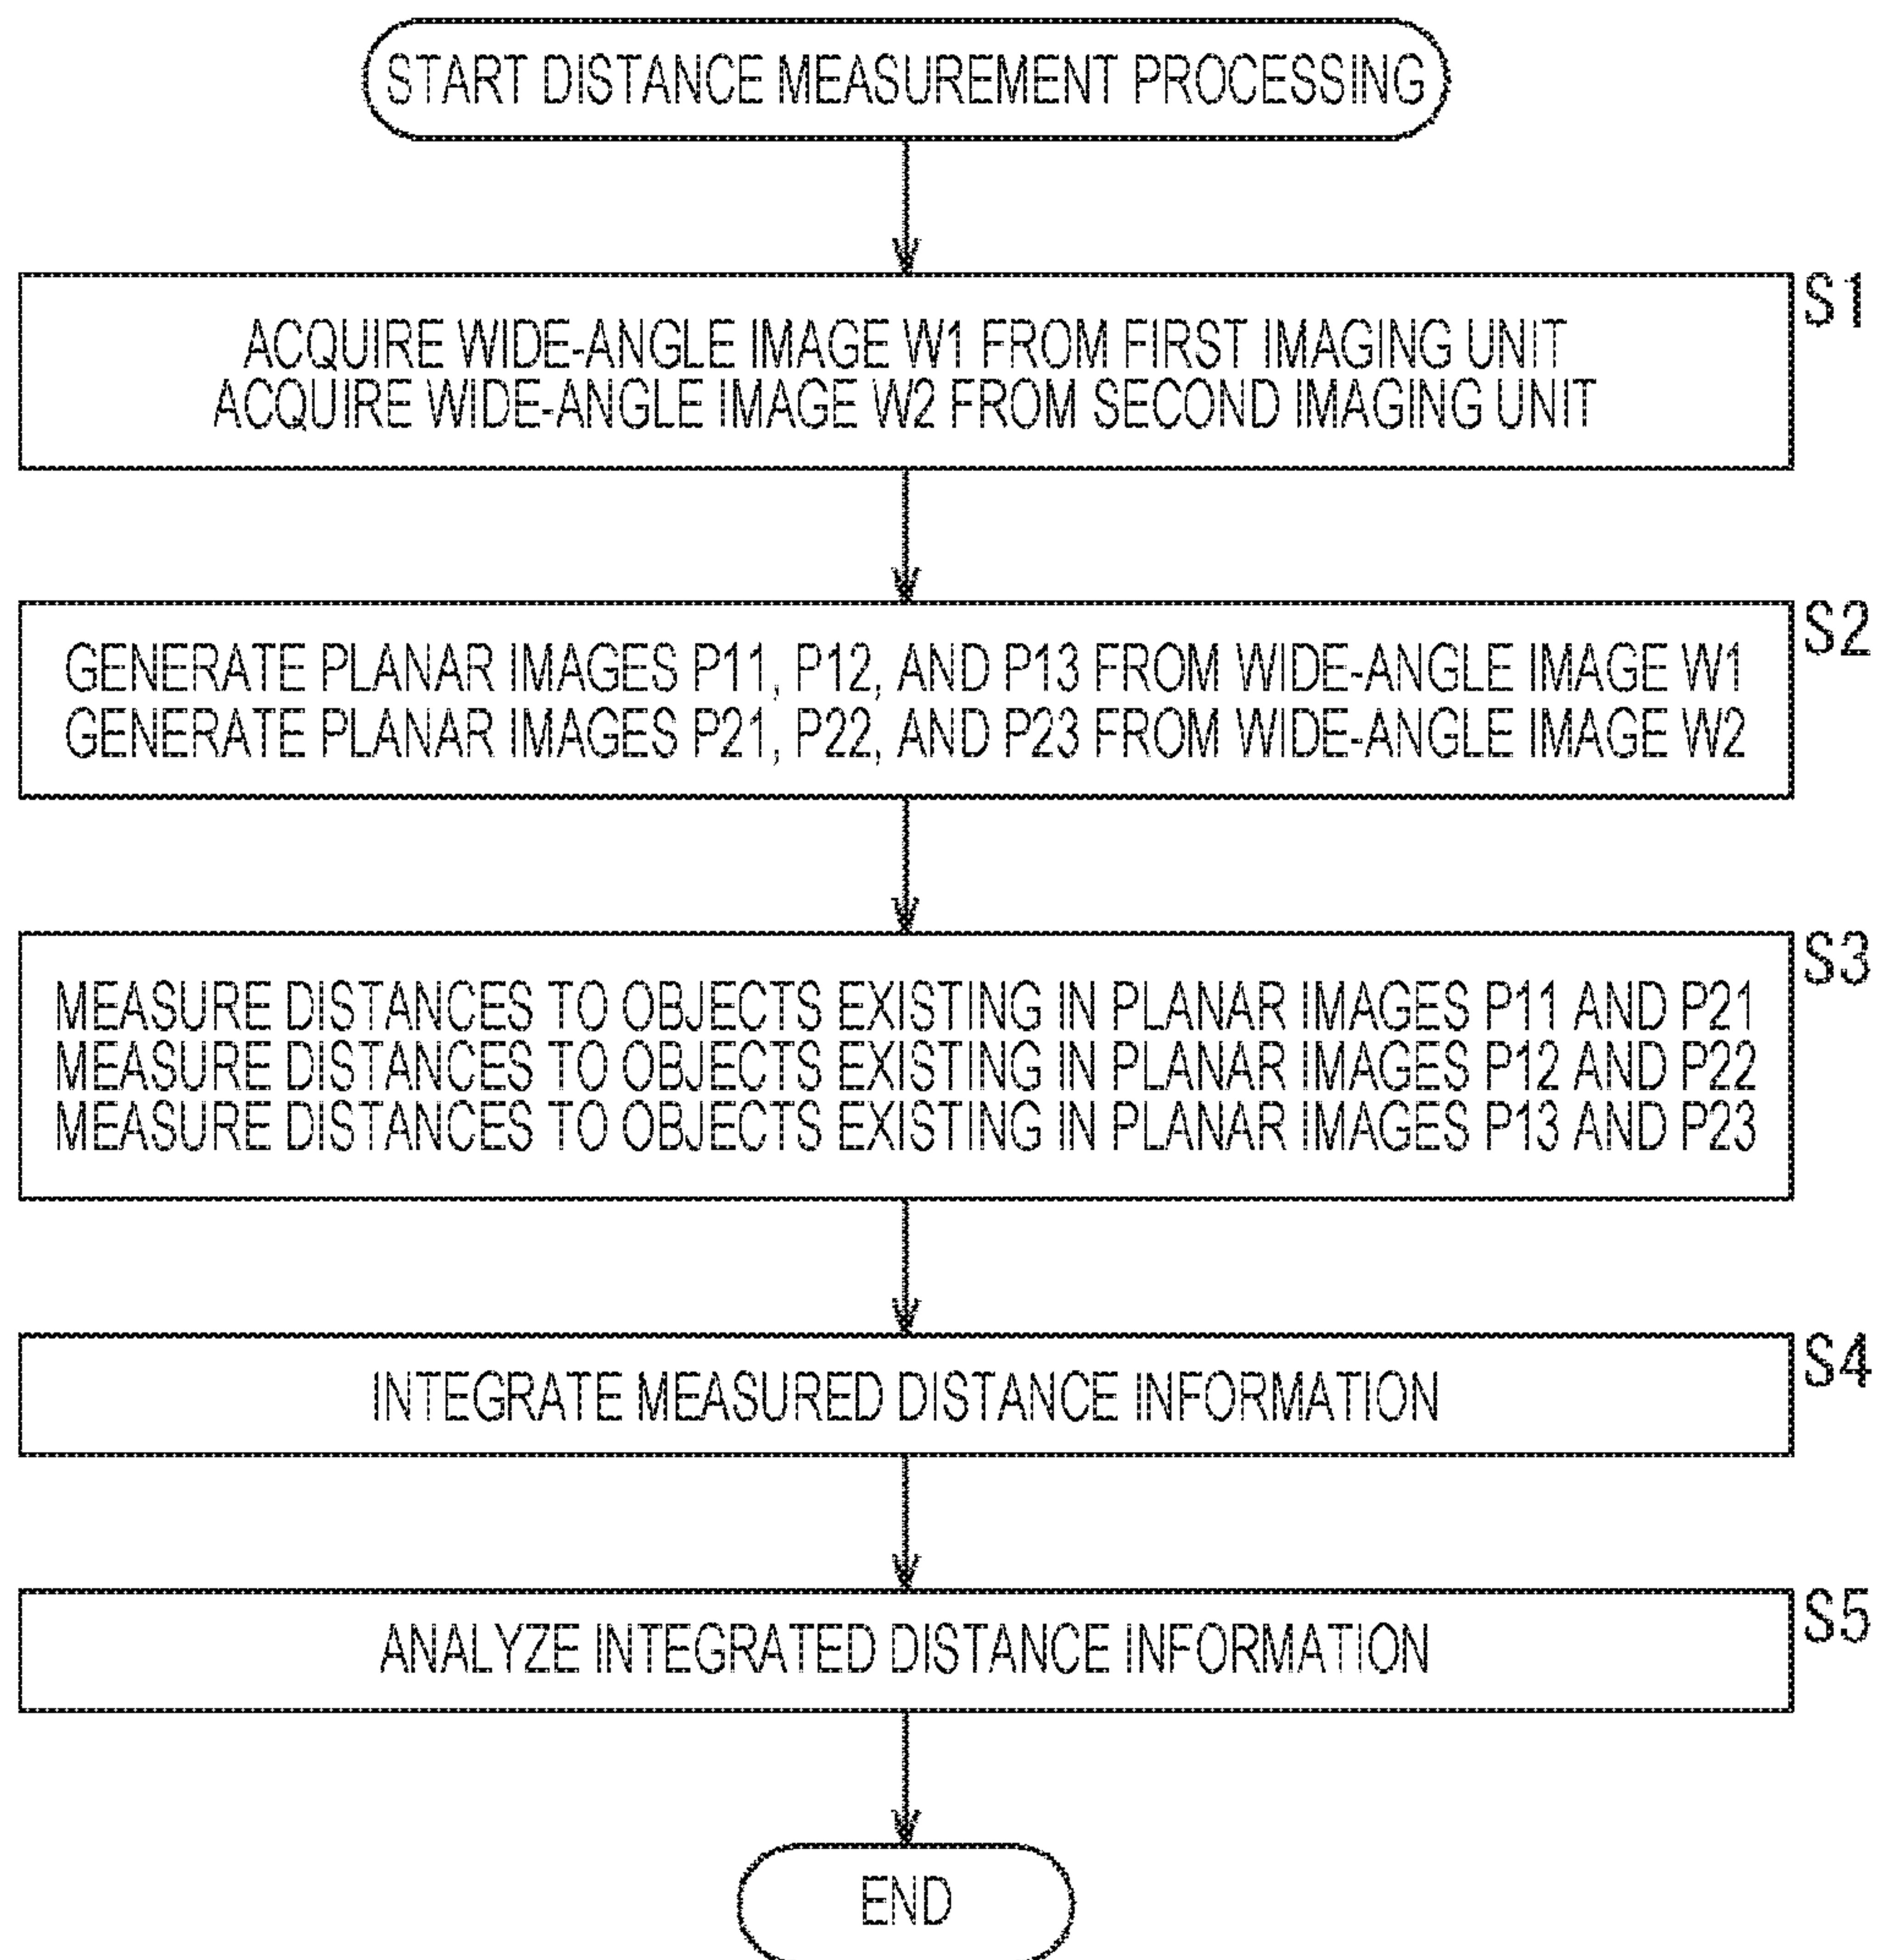 START DISTANCE MEASUREMENT PROCESSING
S1
ACQUIRE WIDE-ANGLE IMAGE W1 FROM FIRST IMAGING UNIT
ACQUIRE WIDE-ANGLE IMAGE W2 FROM SECOND IMAGING UNIT
S2
GENERATE PLANAR IMAGES P11, P12, AND P13 FROM WIDE-ANGLE IMAGE W1
GENERATE PLANAR IMAGES P21, P22, AND P23 FROM WIDE-ANGLE IMAGE W2
S3
MEASURE DISTANCES TO OBJECTS EXISTING IN PLANAR IMAGES P11 AND P21
MEASURE DISTANCES TO OBJECTS EXISTING IN PLANAR IMAGES P12 AND P22
MEASURE DISTANCES TO OBJECTS EXISTING IN PLANAR IMAGES P13 AND P23
S4
INTEGRATE MEASURED DISTANCE INFORMATION
S5
ANALYZE INTEGRATED DISTANCE INFORMATION
END